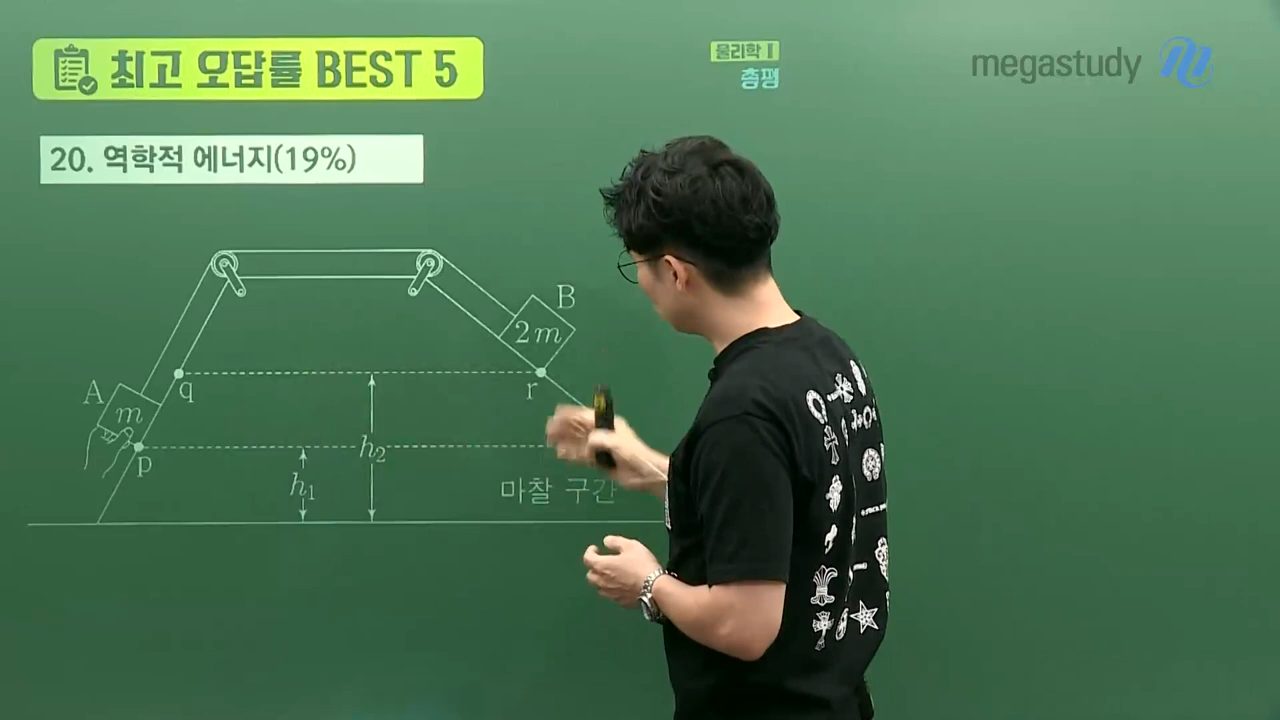 최고 오답률 BEST 5
물리학 Ⅱ
총평
megastudy
20. 역학적 에너지(19%)
B
2m
A
m
q
r
p
h₂
h₁
마찰 구간